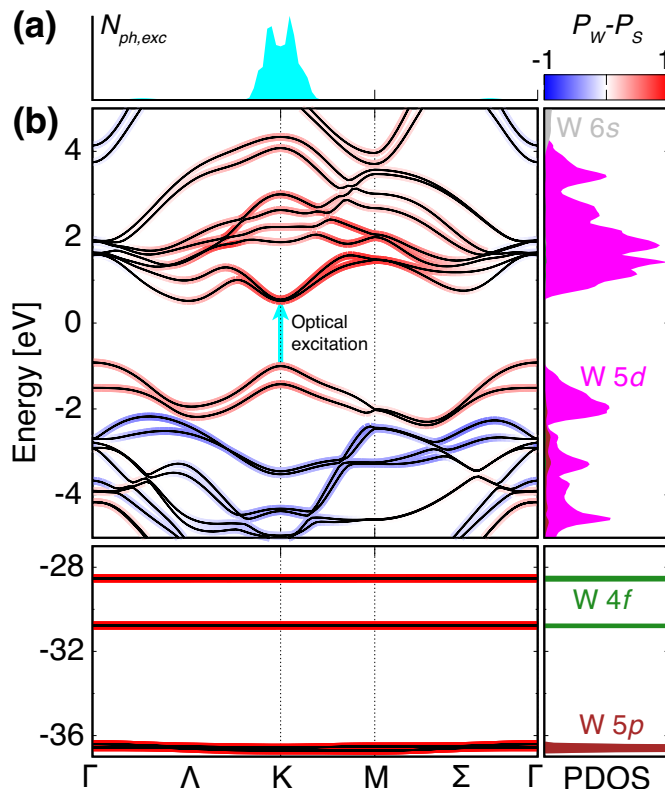 (a)
N_ph,exc
P_W-P_S
-1 1
(b)
W 6s
4
2
0
-2
-4
Energy [eV]
Optical
excitation
W 5d
-28
-31
-36
W 4f
W 5p
Γ Λ K M Σ Γ
PDOS